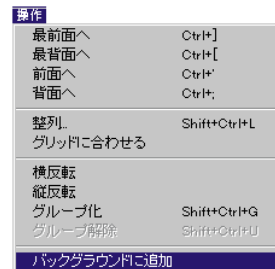 操作
最前面へ Ctrl+]
最背面へ Ctrl+[
前面へ Ctrl+'
背面へ Ctrl+;
整列... Shift+Ctrl+L
グリッドに合わせる
横反転
縦反転
グループ化 Shift+Ctrl+G
グループ解除 Shift+Ctrl+U
バックグラウンドに追加